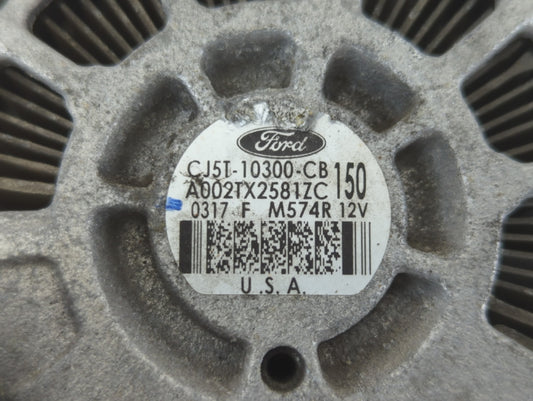 Ford
CJ5T-10300-CB 150
A002TX2581ZC
0317 F M574R 12V
U.S.A.